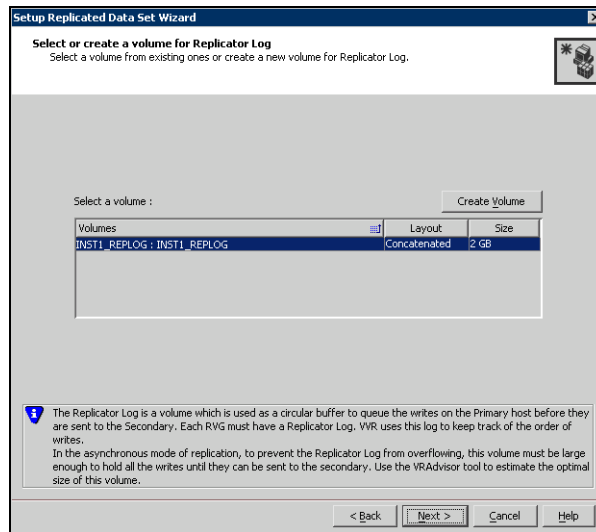 Setup Replicated Data Set Wizard
Select or create a volume for Replicator Log
Select a volume from existing ones or create a new volume for Replicator Log.
Select a volume :
Create Volume
Volumes Layout Size
INST1_REPLOG : INST1_REPLOG Concatenated 2 GB
The Replicator Log is a volume which is used as a circular buffer to queue the writes on the Primary host before they
are sent to the Secondary. Each RVG must have a Replicator Log. VVR uses this log to keep track of the order of
writes.
In the asynchronous mode of replication, to prevent the Replicator Log from overflowing, this volume must be large
enough to hold all the writes until they can be sent to the secondary. Use the VRAdvisor tool to estimate the optimal
size of this volume.
< Back Next > Cancel Help